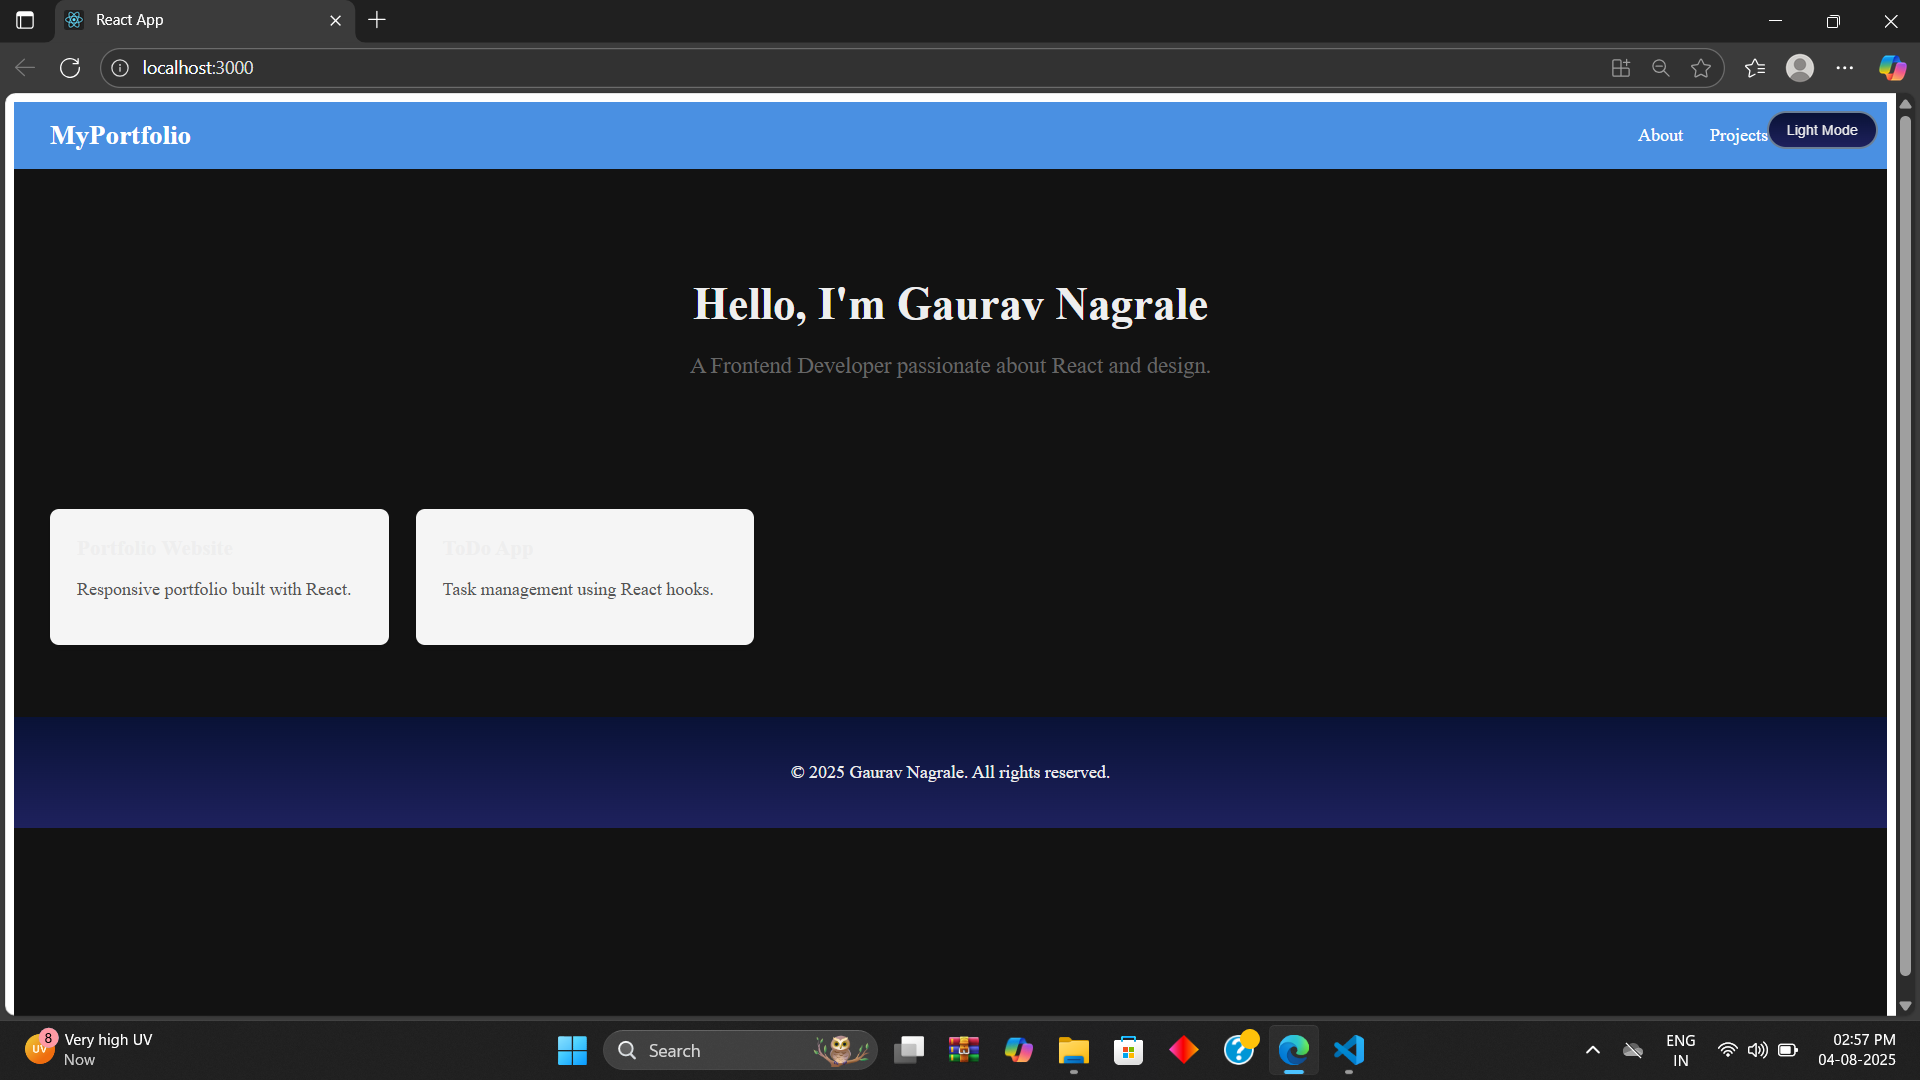 React App
localhost:3000
MyPortfolio
About Projects Light Mode
Hello, I'm Gaurav Nagrale
A Frontend Developer passionate about React and design.
Portfolio Website
Responsive portfolio built with React.
ToDo App
Task management using React hooks.
© 2025 Gaurav Nagrale. All rights reserved.
8
UV
Very high UV
Now
Search
ENG
IN
02:57 PM
04-08-2025